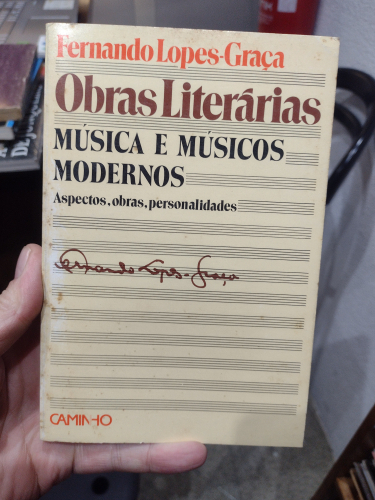 Fernando Lopes-Graça
Obras Literárias
MÚSICA E MÚSICOS
MODERNOS
Aspectos, obras, personalidades
Fernando Lopes-Graça
CAMINHO